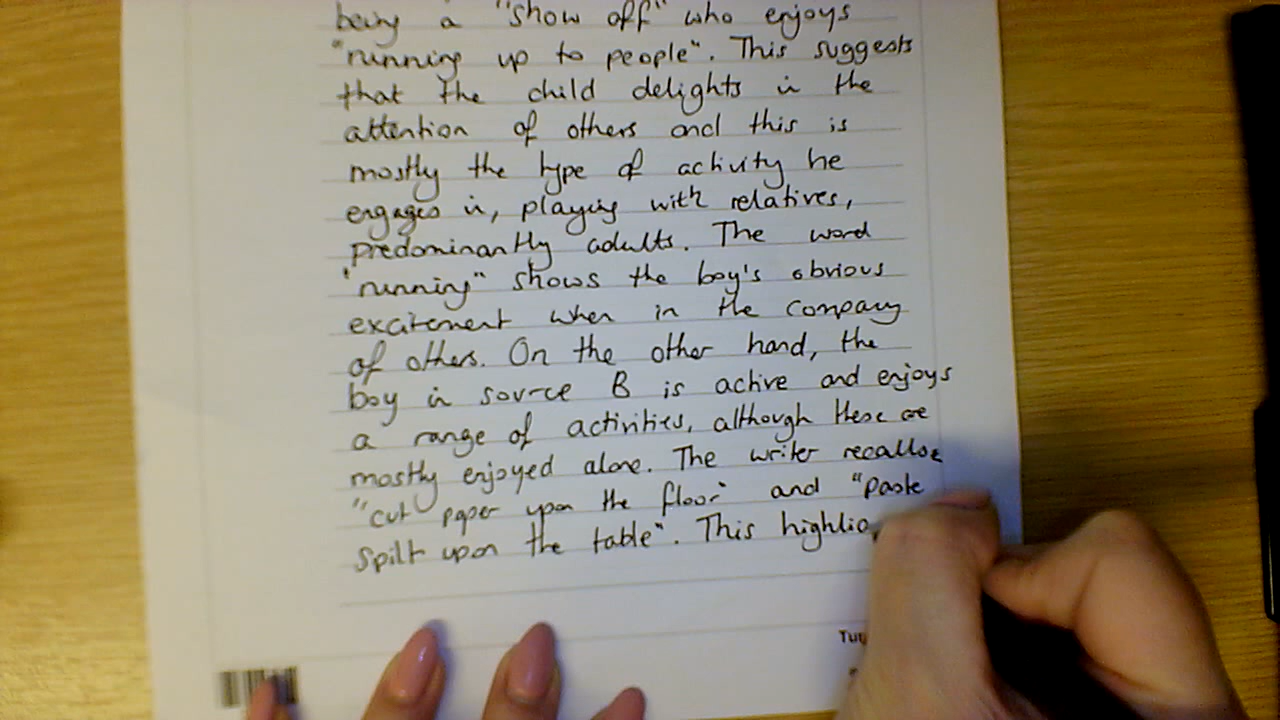 being a "show off" who enjoys
"running up to people". This suggests
that the child delights in the
attention of others and this is
mostly the type of activity he
engages in, playing with relatives,
predominantly adults. The word
"running" shows the boy's obvious
excitement when in the company
of others. On the other hand, the
boy in source B is active and enjoys
a range of activities, although these are
mostly enjoyed alone. The writer recalls
"cut paper upon the floor" and "paste
spilt upon the table". This highlig